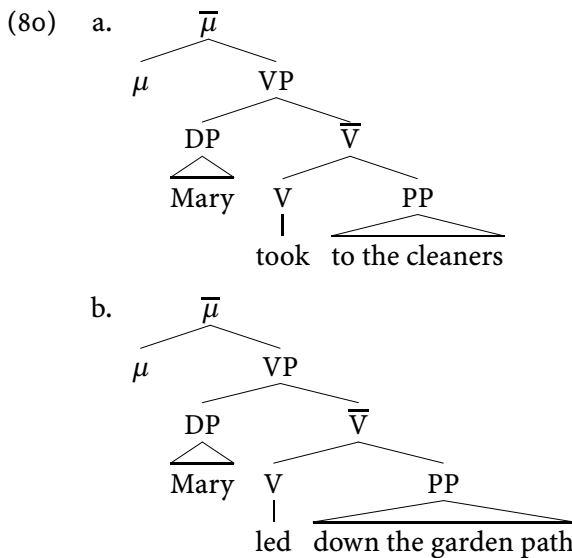 (80) a. μ̅
μ VP
DP V̅
Mary V PP
took to the cleaners
b. μ̅
μ VP
DP V̅
Mary V PP
led down the garden path